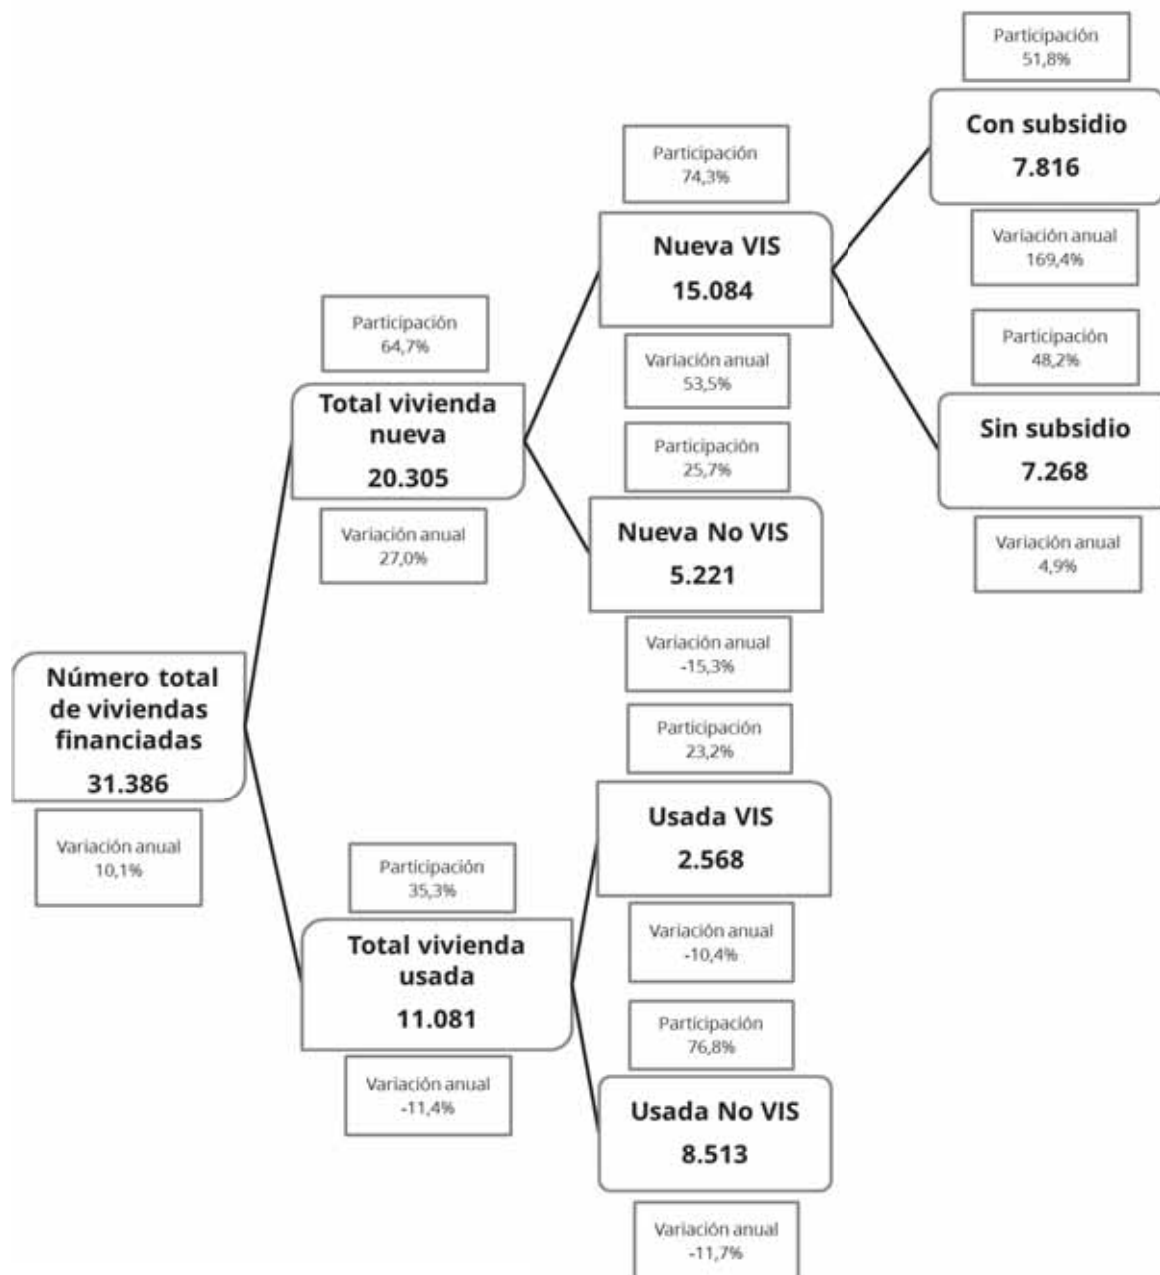 Participación
51,8%
Con subsidio
7.816
Variación anual
169,4%
Participación
48,2%
Sin subsidio
7.268
Variación anual
4,9%
Participación
74,3%
Nueva VIS
15.084
Variación anual
53,5%
Participación
25,7%
Nueva No VIS
5.221
Variación anual
-15,3%
Participación
64,7%
Total vivienda
nueva
20.305
Variación anual
27,0%
Número total
de viviendas
financiadas
31.386
Variación anual
10,1%
Participación
35,3%
Total vivienda
usada
11.081
Variación anual
-11,4%
Participación
23,2%
Usada VIS
2.568
Variación anual
-10,4%
Participación
76,8%
Usada No VIS
8.513
Variación anual
-11,7%